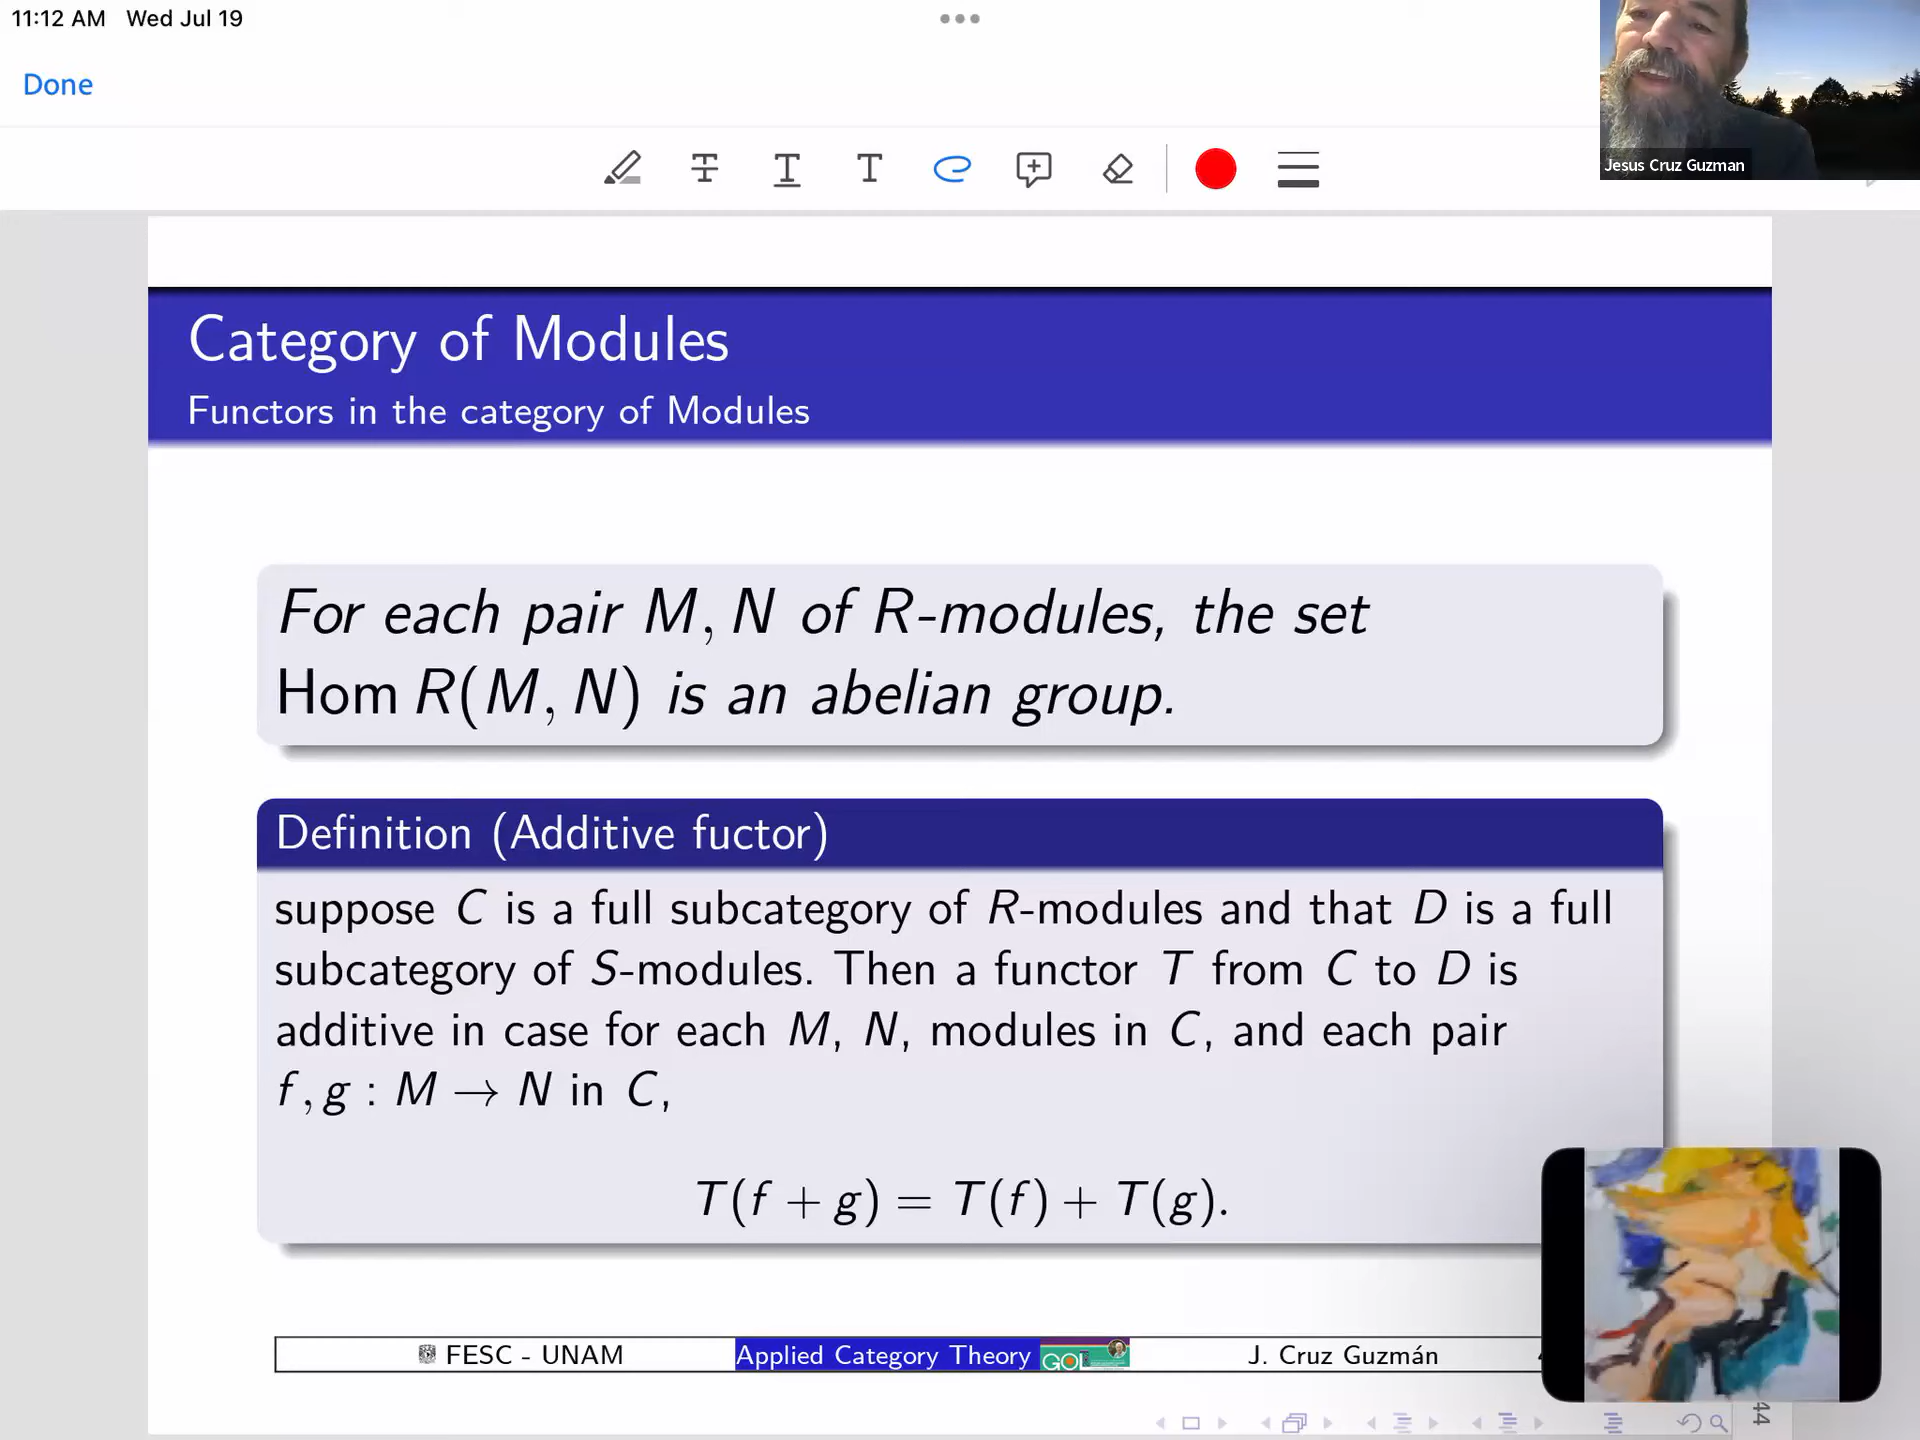 11:12 AM Wed Jul 19
Done
T T T
Jesus Cruz Guzman
Category of Modules
Functors in the category of Modules
For each pair M, N of R-modules, the set
Hom R(M, N) is an abelian group.
Definition (Additive fuctor)
suppose C is a full subcategory of R-modules and that D is a full
subcategory of S-modules. Then a functor T from C to D is
additive in case for each M, N, modules in C, and each pair
f, g : M → N in C,
T(f + g) = T(f) + T(g).
FESC - UNAM Applied Category Theory GOL J. Cruz Guzmán
44